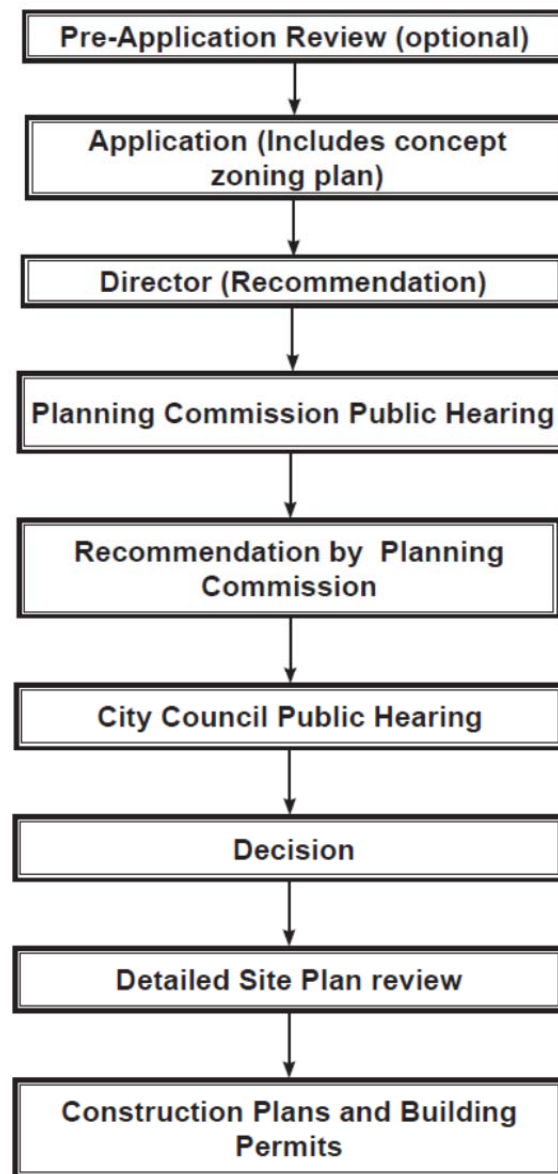 Pre-Application Review (optional)
Application (Includes concept
zoning plan)
Director (Recommendation)
Planning Commission Public Hearing
Recommendation by  Planning
Commission
City Council Public Hearing
Decision
Detailed Site Plan review
Construction Plans and Building
Permits